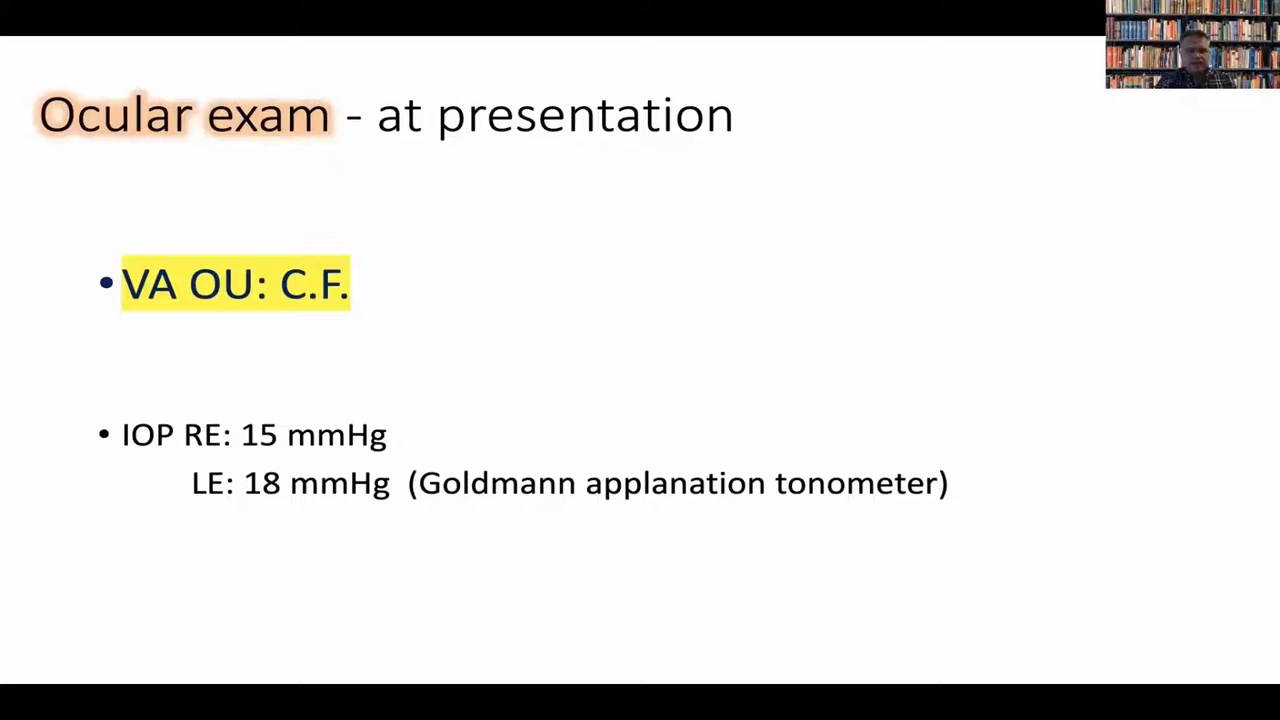 Ocular exam - at presentation
• VA OU: C.F.
• IOP RE: 15 mmHg
LE: 18 mmHg (Goldmann applanation tonometer)